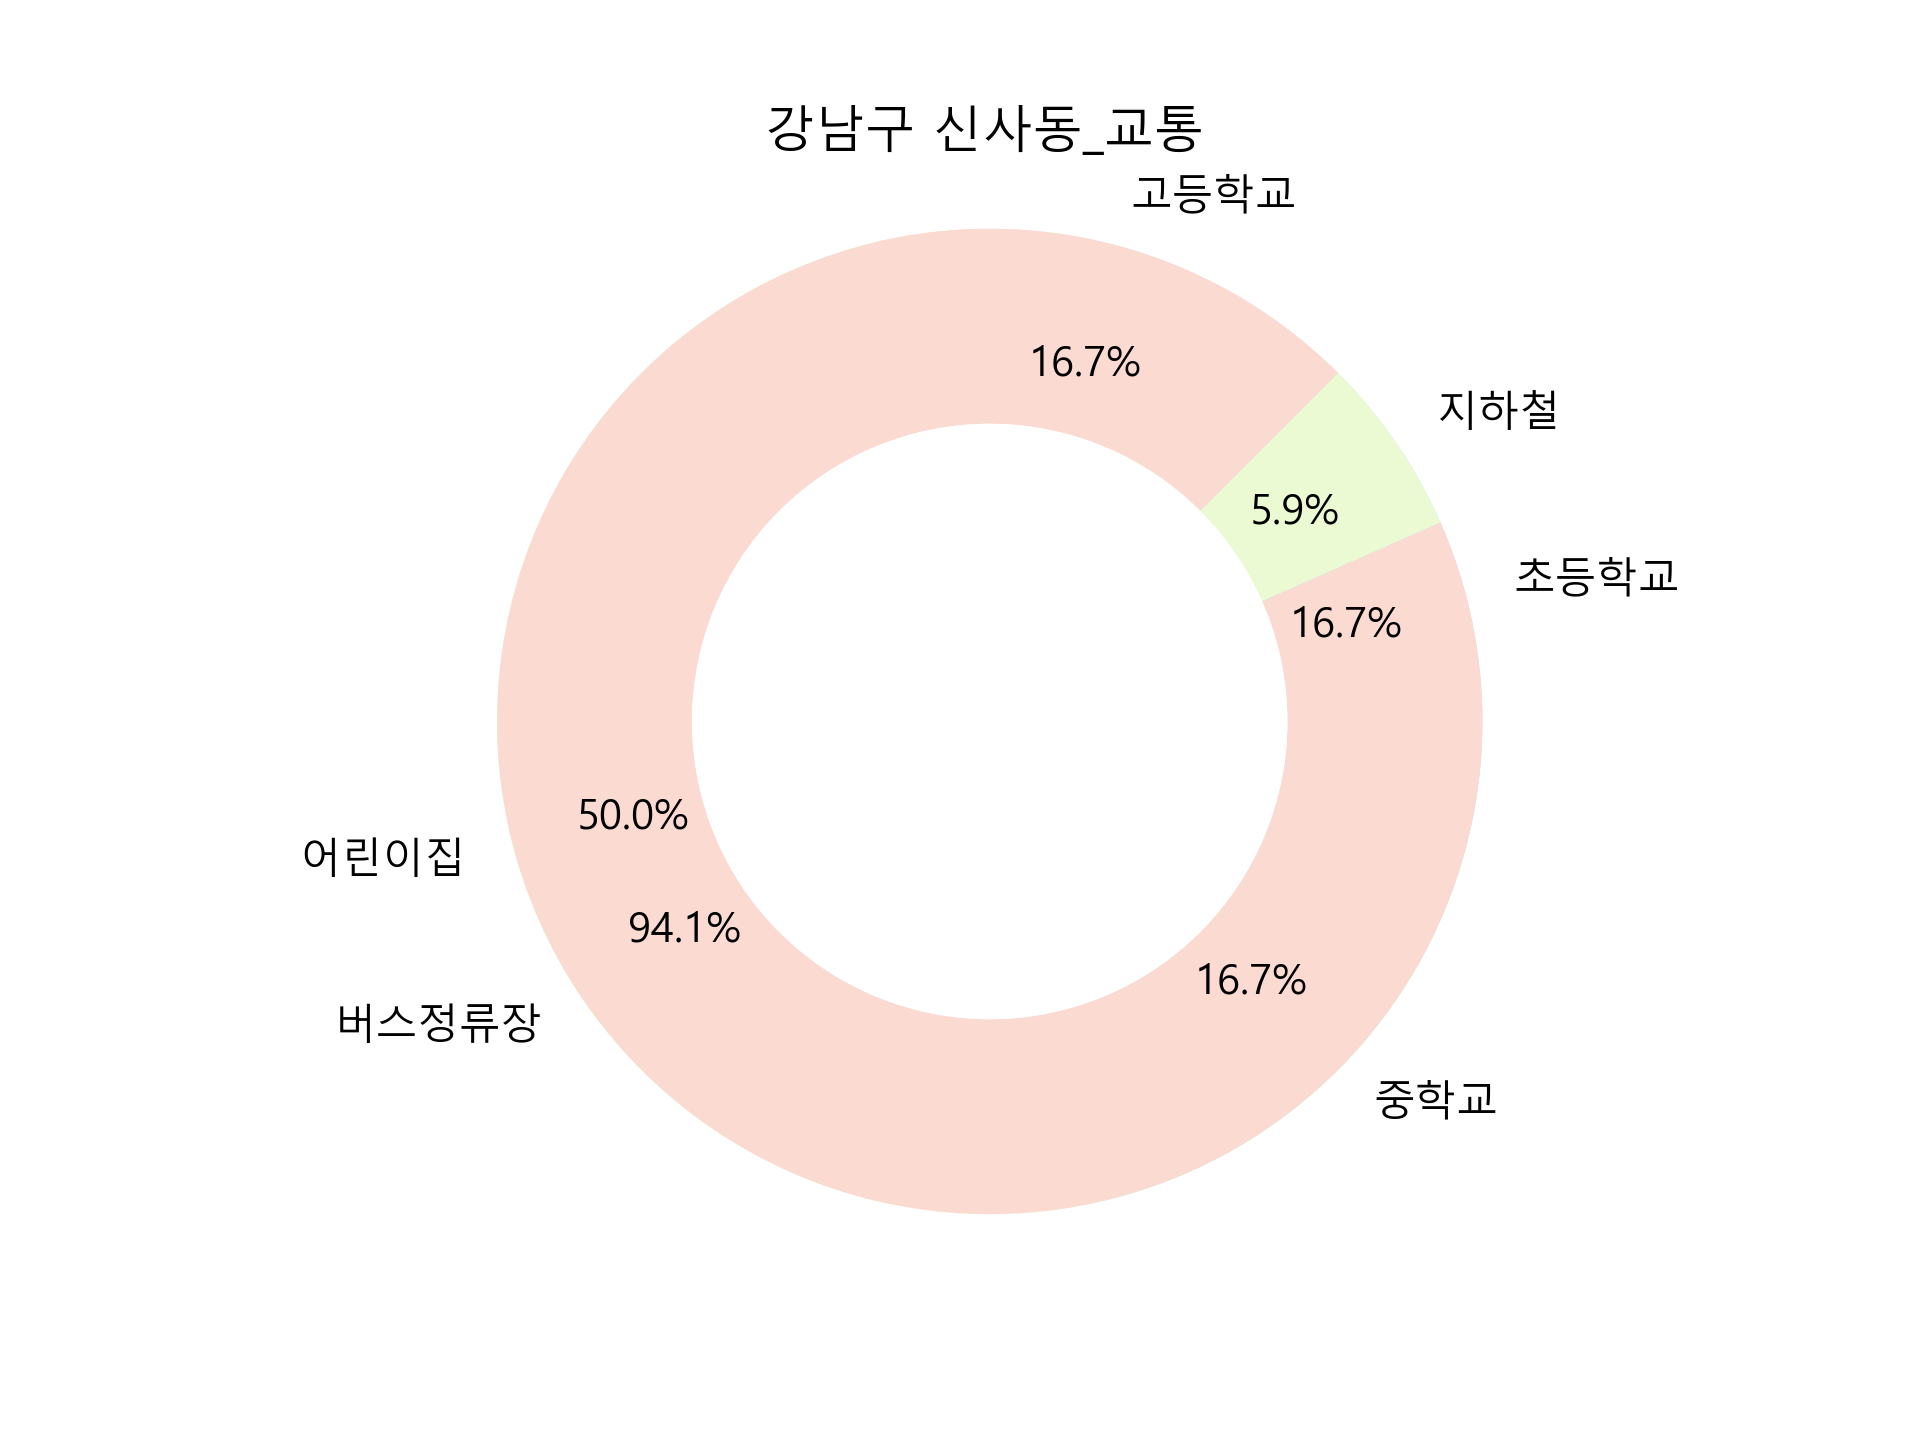 강남구 신사동_교통
고등학교
16.7%
지하철
5.9%
초등학교
16.7%
50.0%
어린이집
94.1%
버스정류장
16.7%
중학교